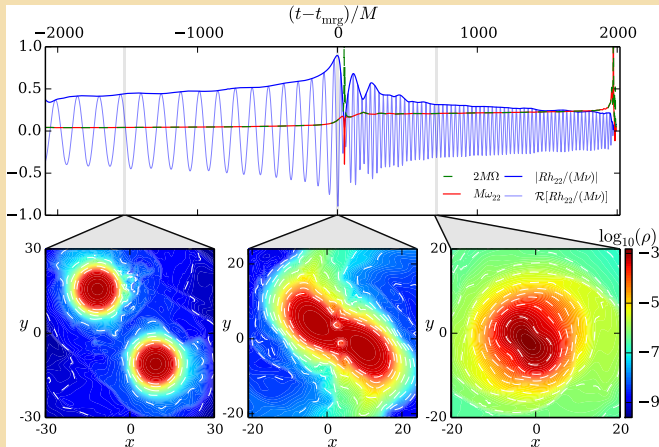 (t−t_mrg)/M
−2000 −1000 0 1000 2000
1.0
0.5
0.0
−0.5
−1.0
2MΩ |Rh₂₂/(Mν)|
Mω₂₂ ℛ[Rh₂₂/(Mν)]
log₁₀(ρ)
30
0
−30
y
−30 0 30
x
20
0
−20
y
−20 0 20
x
20
0
−20
y
−20 0 20
x
−3
−5
−7
−9